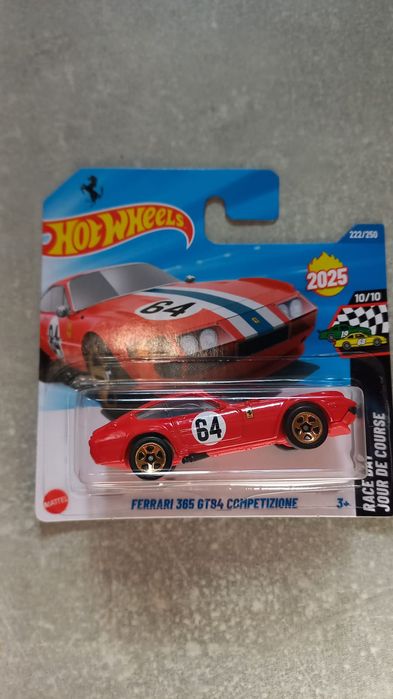 HOT WHEELS
222/250
2025
10/10
64
64
64
FERRARI 365 GTB4 COMPETIZIONE
3+
MATTEL
RACE DAY
JOUR DE COURSE